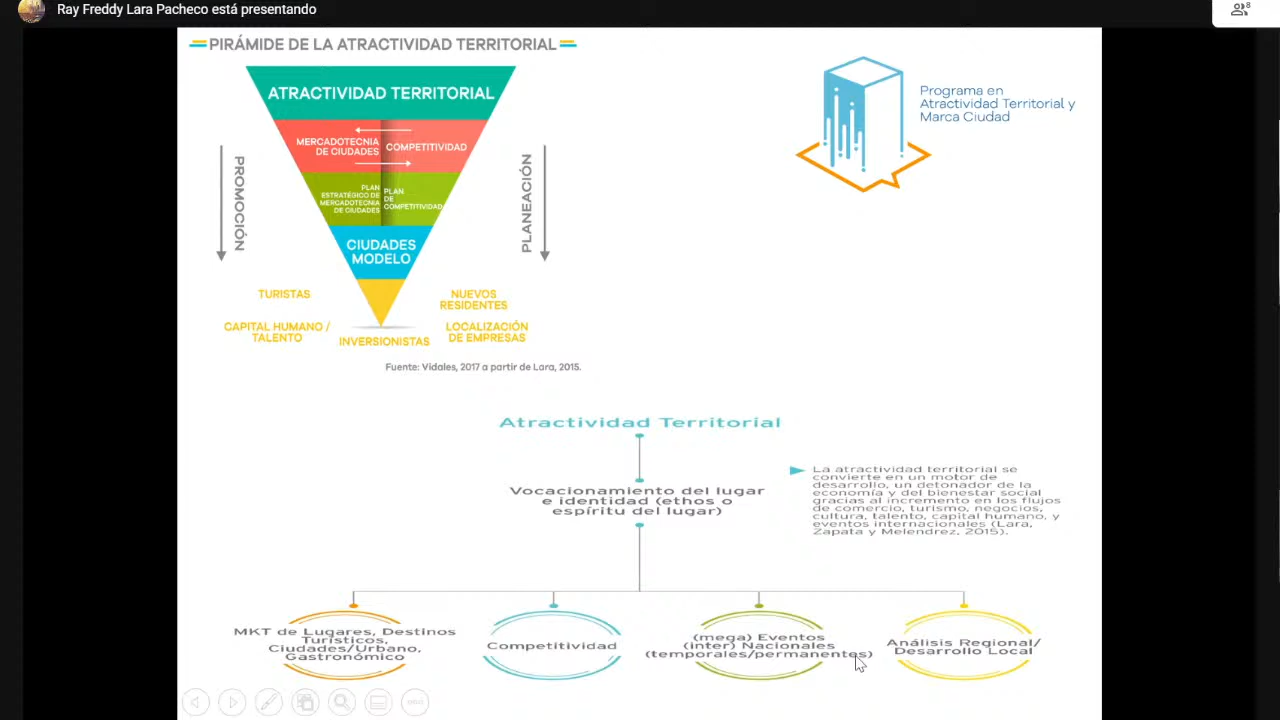 Ray Freddy Lara Pacheco está presentando
8
PIRÁMIDE DE LA ATRACTIVIDAD TERRITORIAL
ATRACTIVIDAD TERRITORIAL
MERCADOTECNIA
DE CIUDADES
COMPETITIVIDAD
PLAN
ESTRATÉGICO DE
MERCADOTECNIA
DE CIUDADES
PLAN
DE
COMPETITIVIDAD
CIUDADES
MODELO
PROMOCIÓN
PLANEACIÓN
TURISTAS
NUEVOS
RESIDENTES
CAPITAL HUMANO /
TALENTO
INVERSIONISTAS
LOCALIZACIÓN
DE EMPRESAS
Fuente: Vidales, 2017 a partir de Lara, 2015.
Programa en
Atractividad Territorial y
Marca Ciudad
Atractividad Territorial
Vocacionamiento del lugar
e identidad (ethos o
espíritu del lugar)
La atractividad territorial se
convierte en un motor de
desarrollo, un detonador de la
economía y del bienestar social
gracias al incremento en los flujos
de comercio, turismo, negocios,
cultura, talento, capital humano, y
eventos internacionales (Lara,
Zapata y Melendrez, 2015).
MKT de Lugares, Destinos
Turísticos,
Ciudades/Urbano,
Gastronómico
Competitividad
(mega) Eventos
(inter) Nacionales
(temporales/permanentes)
Análisis Regional/
Desarrollo Local